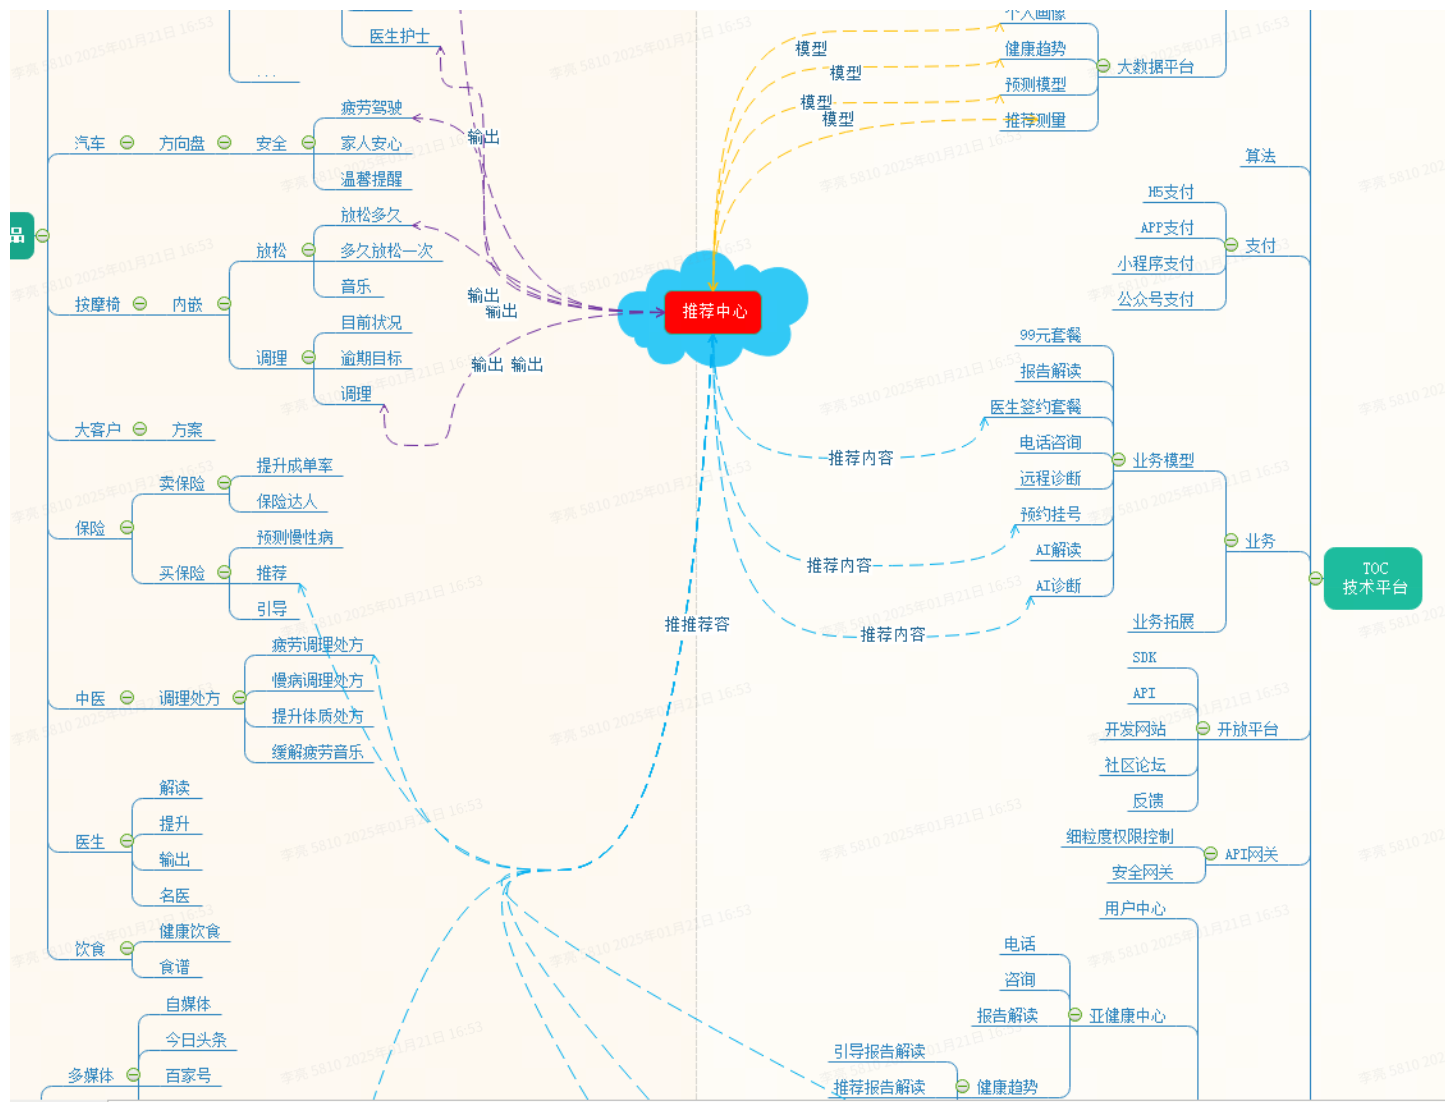 医生护士
...
汽车
方向盘
安全
疲劳驾驶
家人安心
温馨提醒
品
按摩椅
内嵌
放松
放松多久
多久放松一次
音乐
调理
目前状况
逾期目标
调理
大客户
方案
保险
卖保险
提升成单率
保险达人
买保险
预测慢性病
推荐
引导
中医
调理处方
疲劳调理处方
慢病调理处方
提升体质处方
缓解疲劳音乐
医生
解读
提升
输出
名医
饮食
健康饮食
食谱
多媒体
自媒体
今日头条
百家号
输出
输出
输出
输出 输出
推荐中心
模型
模型
模型
模型
推荐内容
推荐内容
推荐内容
推推荐容
个人画像
健康趋势
预测模型
推荐测量
大数据平台
算法
H5支付
APP支付
小程序支付
公众号支付
支付
99元套餐
报告解读
医生签约套餐
电话咨询
远程诊断
预约挂号
AI解读
AI诊断
业务模型
业务拓展
业务
TOC
技术平台
SDK
API
开发网站
社区论坛
反馈
开放平台
细粒度权限控制
安全网关
API网关
用户中心
电话
咨询
报告解读
亚健康中心
引导报告解读
推荐报告解读
健康趋势
李亮 5810 2025年01月21日 16:53